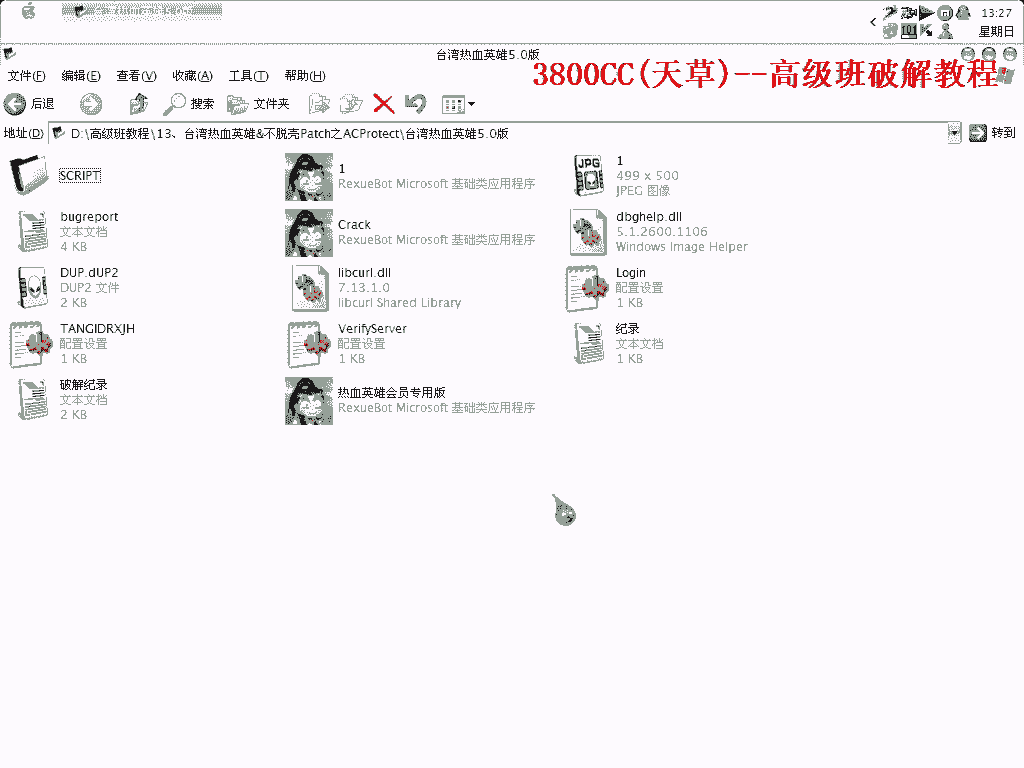 13:27
星期日
台湾热血英雄5.0版
3800CC(天草)--高级班破解教程
文件(F) 编辑(E) 查看(V) 收藏(A) 工具(T) 帮助(H)
后退 搜索 文件夹
地址(D) D:\高级班教程\13、台湾热血英雄&不脱壳Patch之ACProtect\台湾热血英雄5.0版 转到
SCRIPT
1
RexueBot Microsoft 基础类应用程序
1
499 x 500
JPEG 图像
bugreport
文本文档
4 KB
Crack
RexueBot Microsoft 基础类应用程序
dbghelp.dll
5.1.2600.1106
Windows Image Helper
DUP.dUP2
DUP2 文件
2 KB
libcurl.dll
7.13.1.0
libcurl Shared Library
Login
配置设置
1 KB
TANGIDRXJH
配置设置
1 KB
VerifyServer
配置设置
1 KB
纪录
文本文档
1 KB
破解纪录
文本文档
2 KB
热血英雄会员专用版
RexueBot Microsoft 基础类应用程序